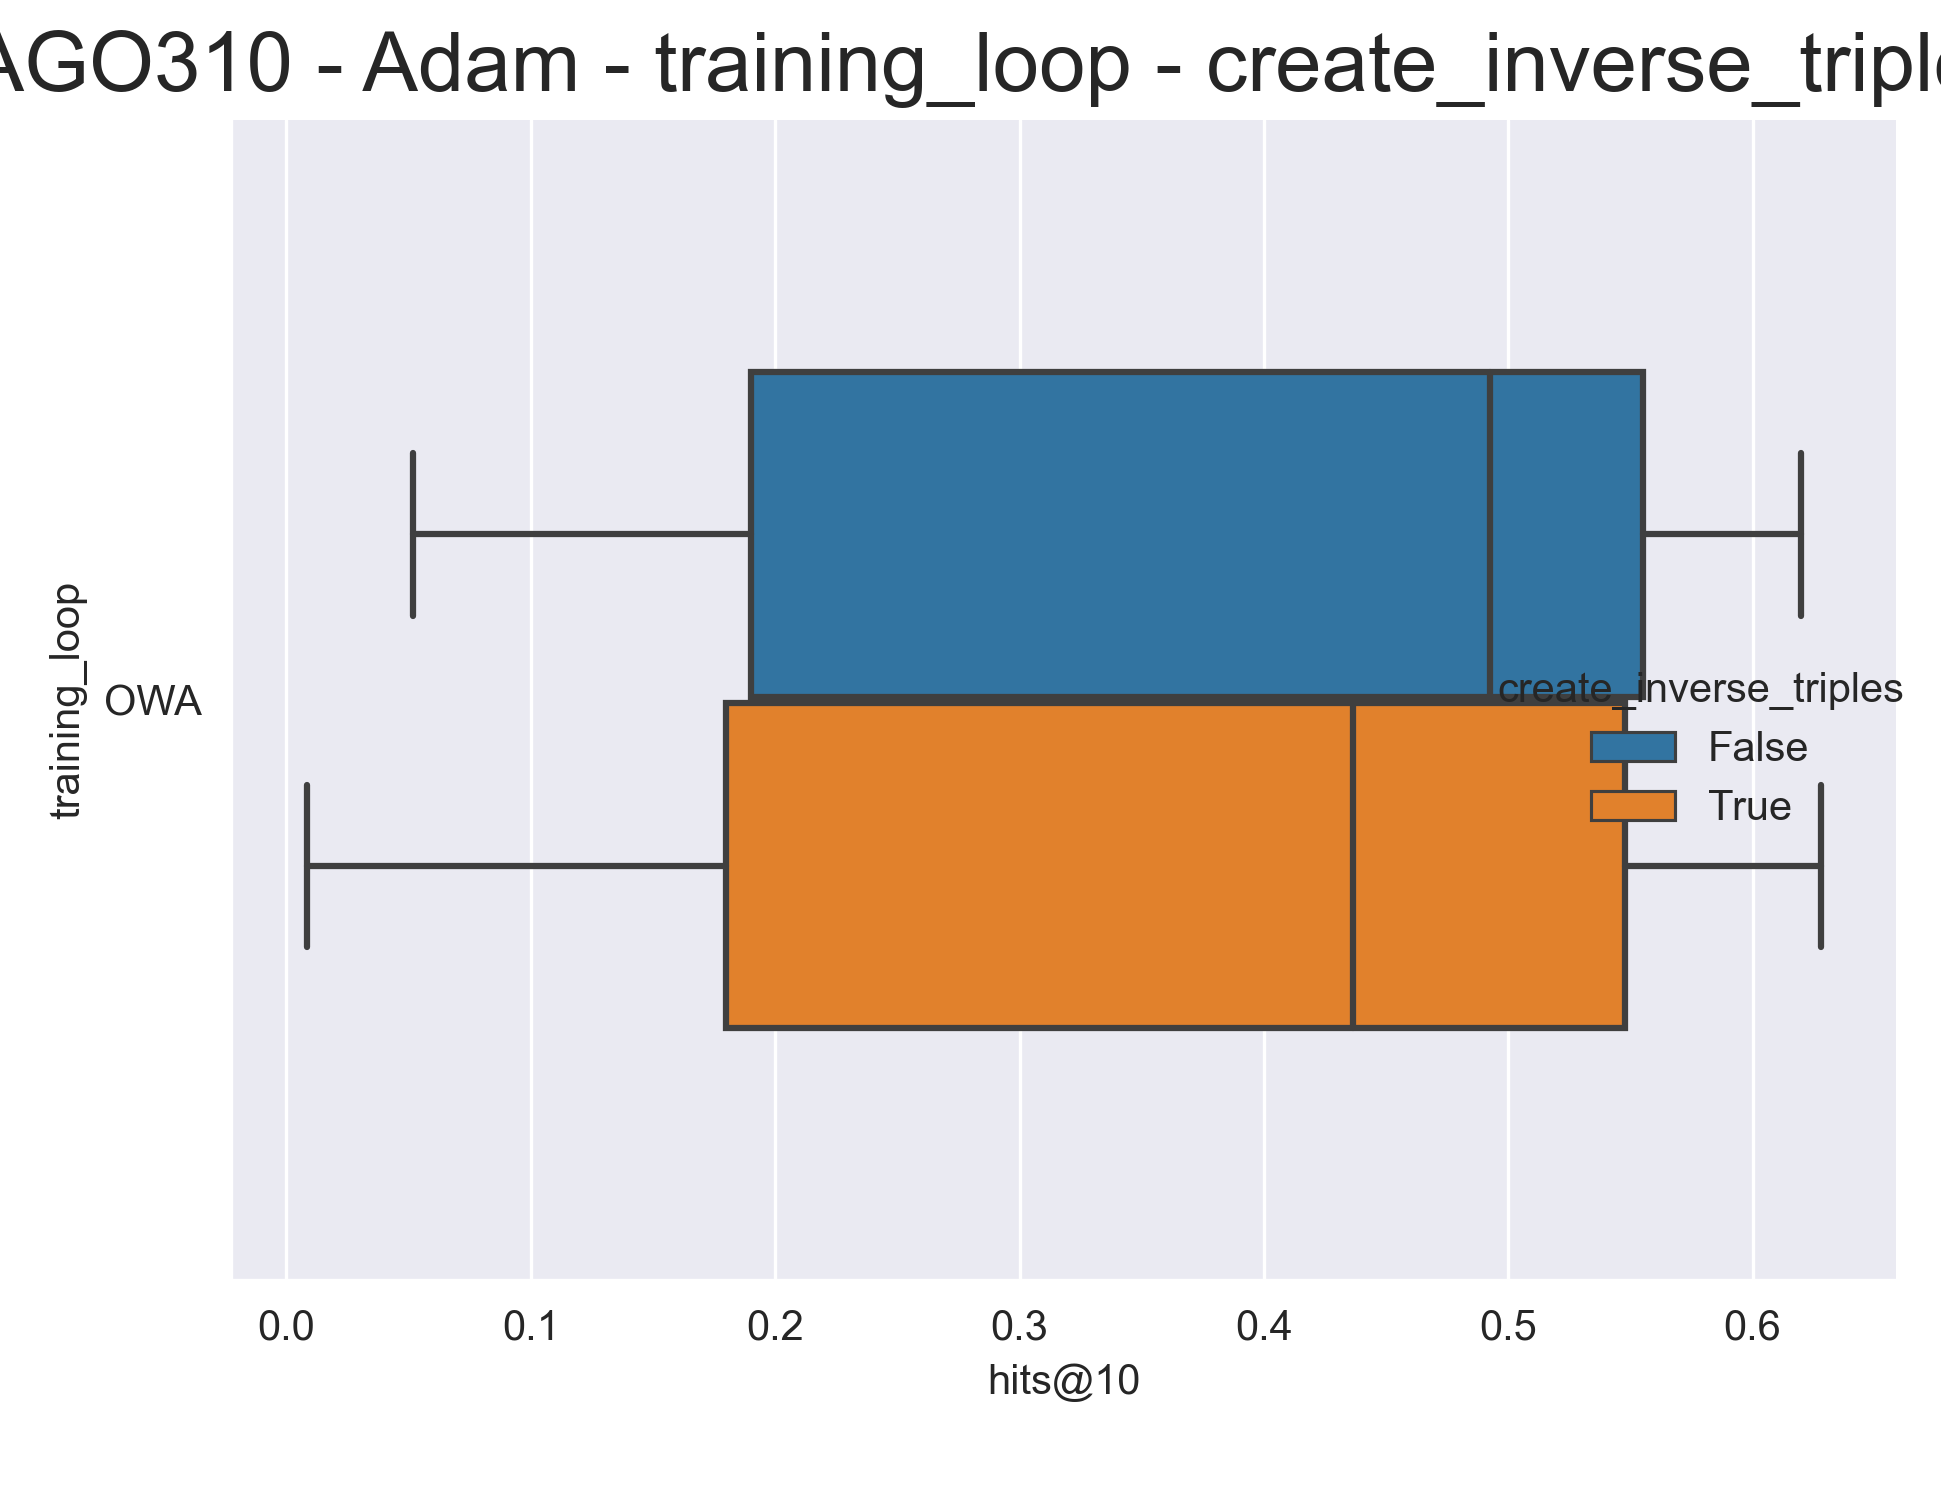 AGO310 - Adam - training_loop - create_inverse_triple
training_loop
OWA
create_inverse_triples
False
True
0.0 0.1 0.2 0.3 0.4 0.5 0.6
hits@10